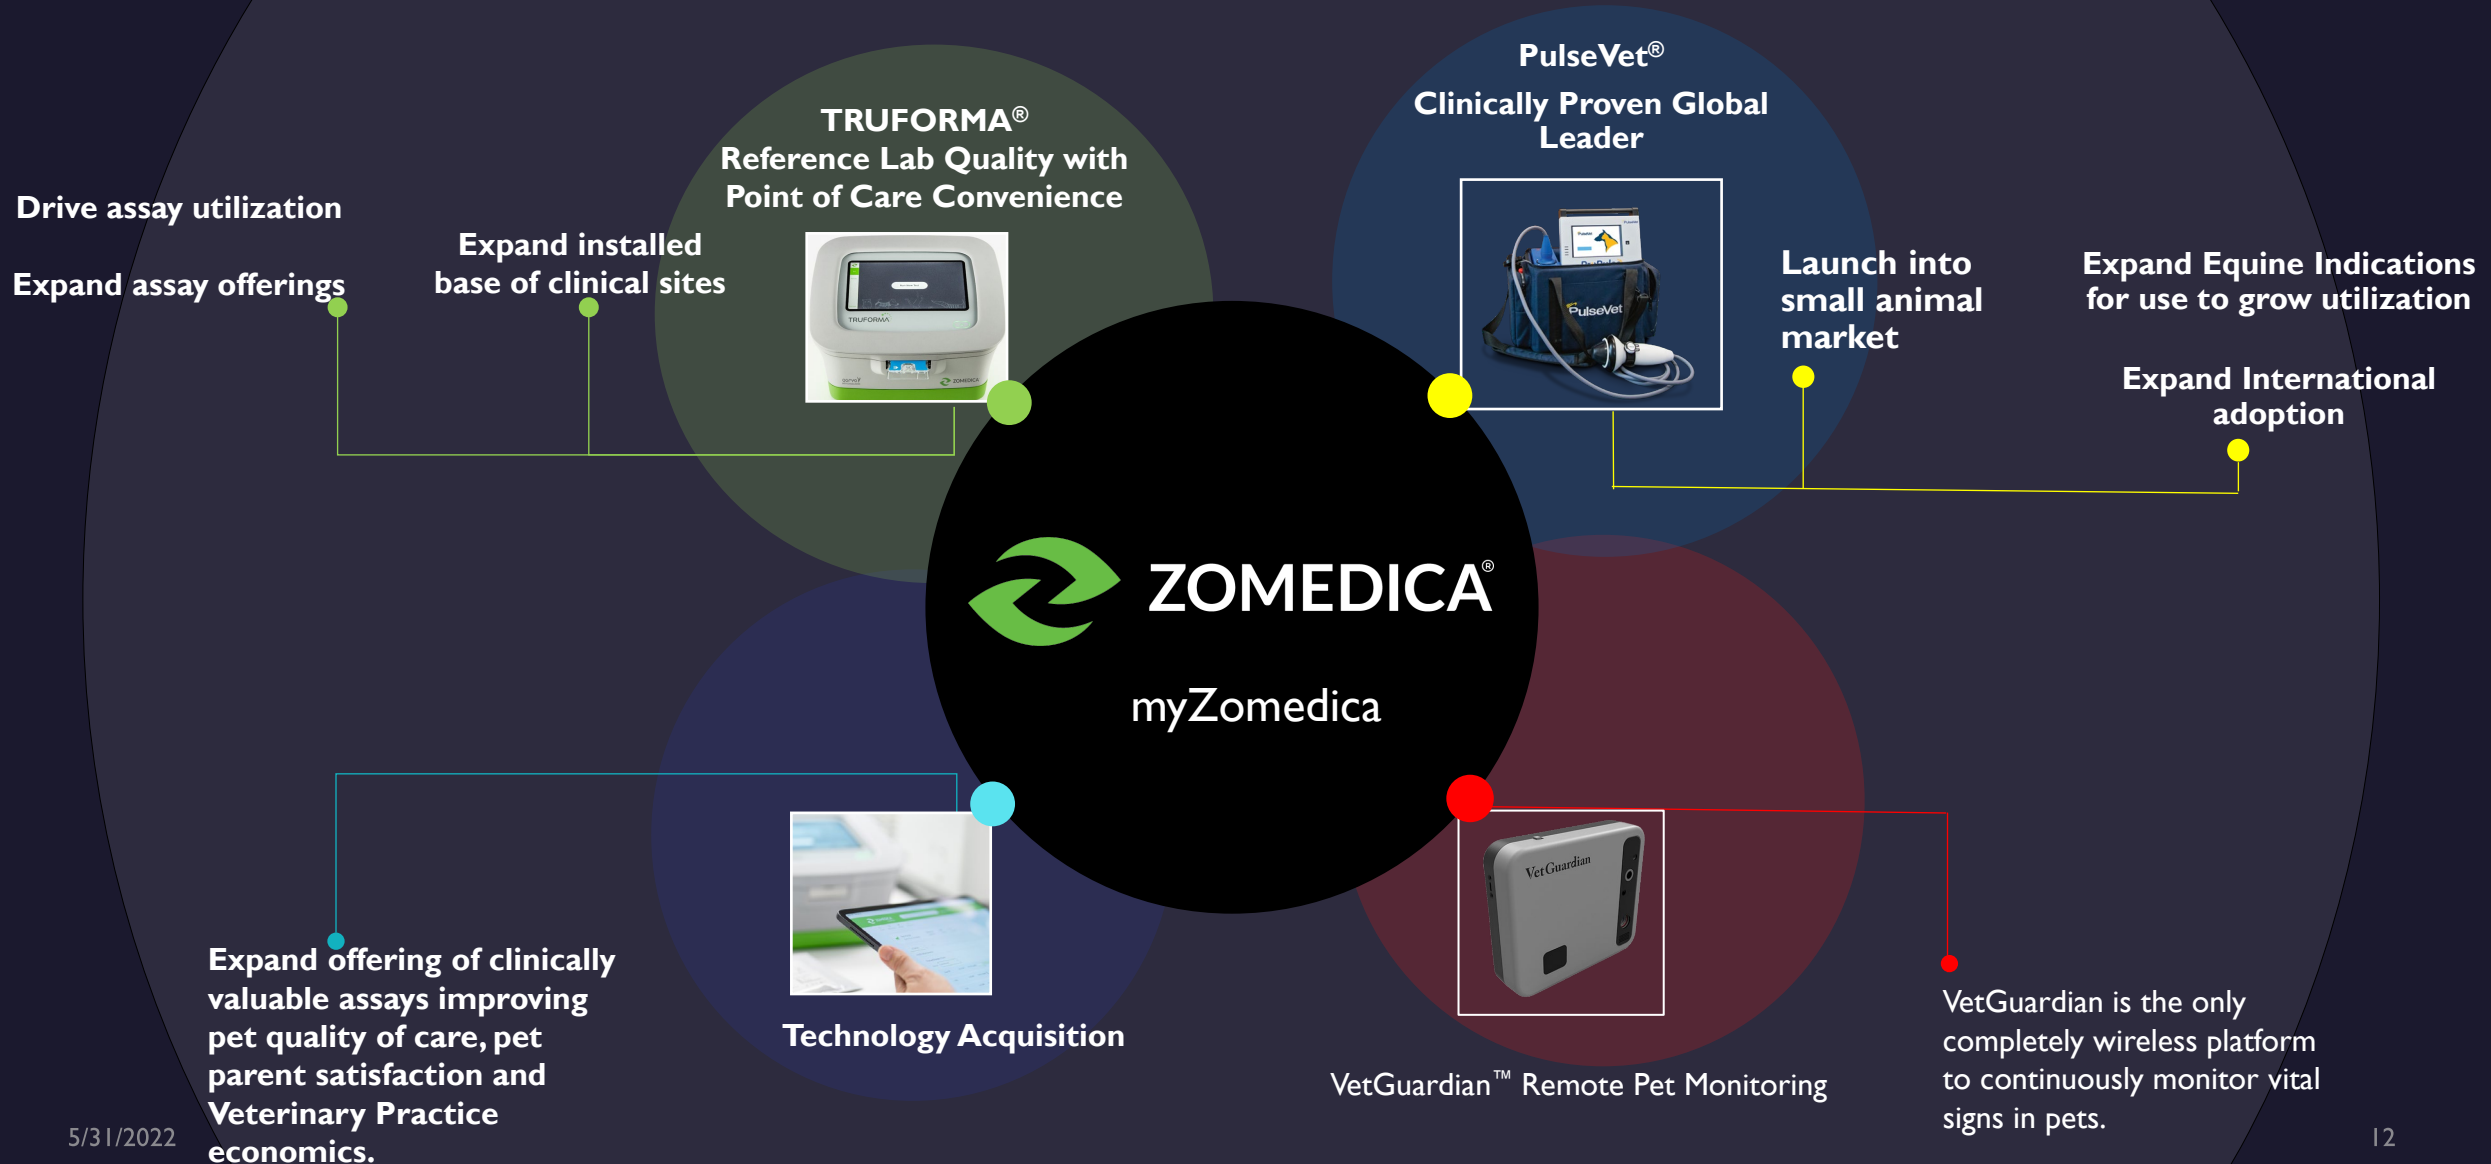 TRUFORMA®
Reference Lab Quality with
Point of Care Convenience
Drive assay utilization
Expand assay offerings
Expand installed
base of clinical sites
TRUFORMA
ZOMEDICA
PulseVet®
Clinically Proven Global
Leader
PulseVet
Launch into
small animal
market
Expand Equine Indications
for use to grow utilization
Expand International
adoption
ZOMEDICA®
myZomedica
Expand offering of clinically
valuable assays improving
pet quality of care, pet
parent satisfaction and
Veterinary Practice
economics.
Technology Acquisition
VetGuardian
VetGuardian™ Remote Pet Monitoring
VetGuardian is the only
completely wireless platform
to continuously monitor vital
signs in pets.
5/31/2022
12